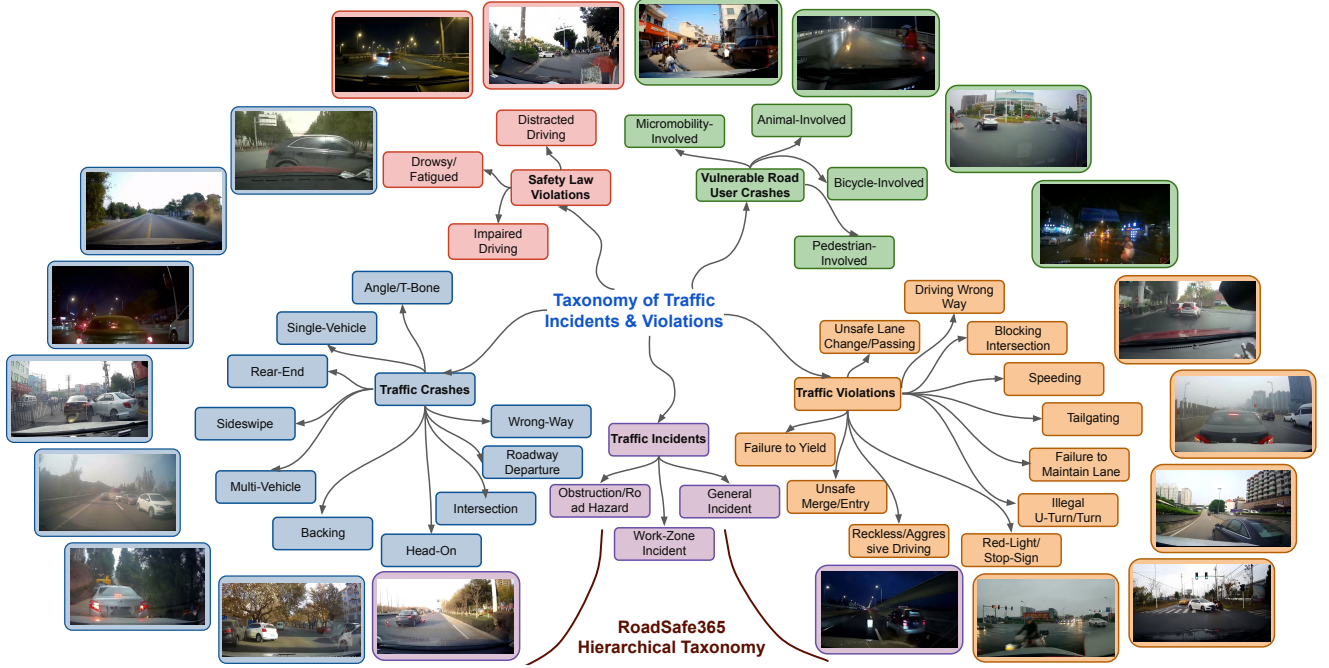 Distracted
Driving
Drowsy/
Fatigued
Safety Law
Violations
Impaired
Driving
Micromobility-
Involved
Animal-Involved
Vulnerable Road
User Crashes
Bicycle-Involved
Pedestrian-
Involved
Taxonomy of Traffic
Incidents & Violations
Angle/T-Bone
Single-Vehicle
Rear-End
Traffic Crashes
Sideswipe
Wrong-Way
Roadway
Departure
Multi-Vehicle
Intersection
Backing
Head-On
Traffic Incidents
Obstruction/Ro
ad Hazard
General
Incident
Work-Zone
Incident
Driving Wrong
Way
Unsafe Lane
Change/Passing
Blocking
Intersection
Traffic Violations
Speeding
Tailgating
Failure to Yield
Failure to
Maintain Lane
Unsafe
Merge/Entry
Illegal
U-Turn/Turn
Reckless/Aggres
sive Driving
Red-Light/
Stop-Sign
RoadSafe365
Hierarchical Taxonomy